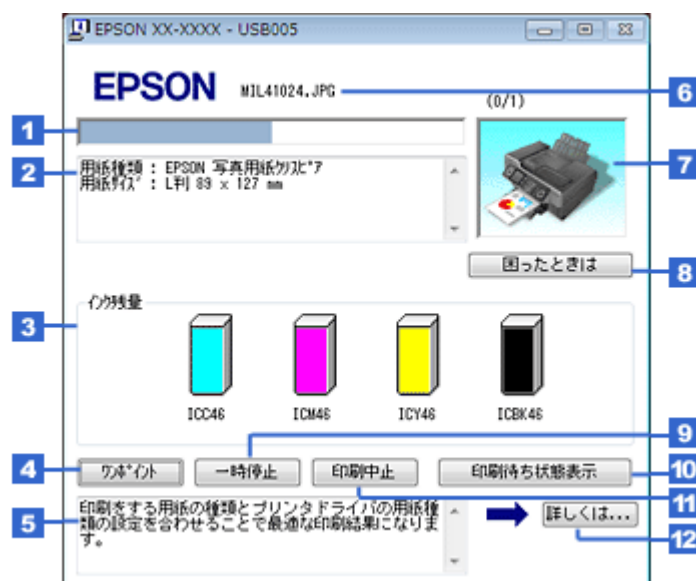 EPSON XX-XXXX - USB005
EPSON MIL41024.JPG
6
(0/1)
1
2
用紙種類 : EPSON 写真用紙ｸﾘｽﾋﾟｱ
用紙ｻｲｽﾞ : L判 89 x 127 mm
7
困ったときは
8
3
ｲﾝｸ残量
ICC46
ICM46
ICY46
ICBK46
9
4
ﾜﾝﾎﾟｲﾝﾄ
一時停止
印刷中止
印刷待ち状態表示
10
11
5
印刷をする用紙の種類とプリンタドライバの用紙種
類の設定を合わせることで最適な印刷結果になりま
す。
詳しくは...
12